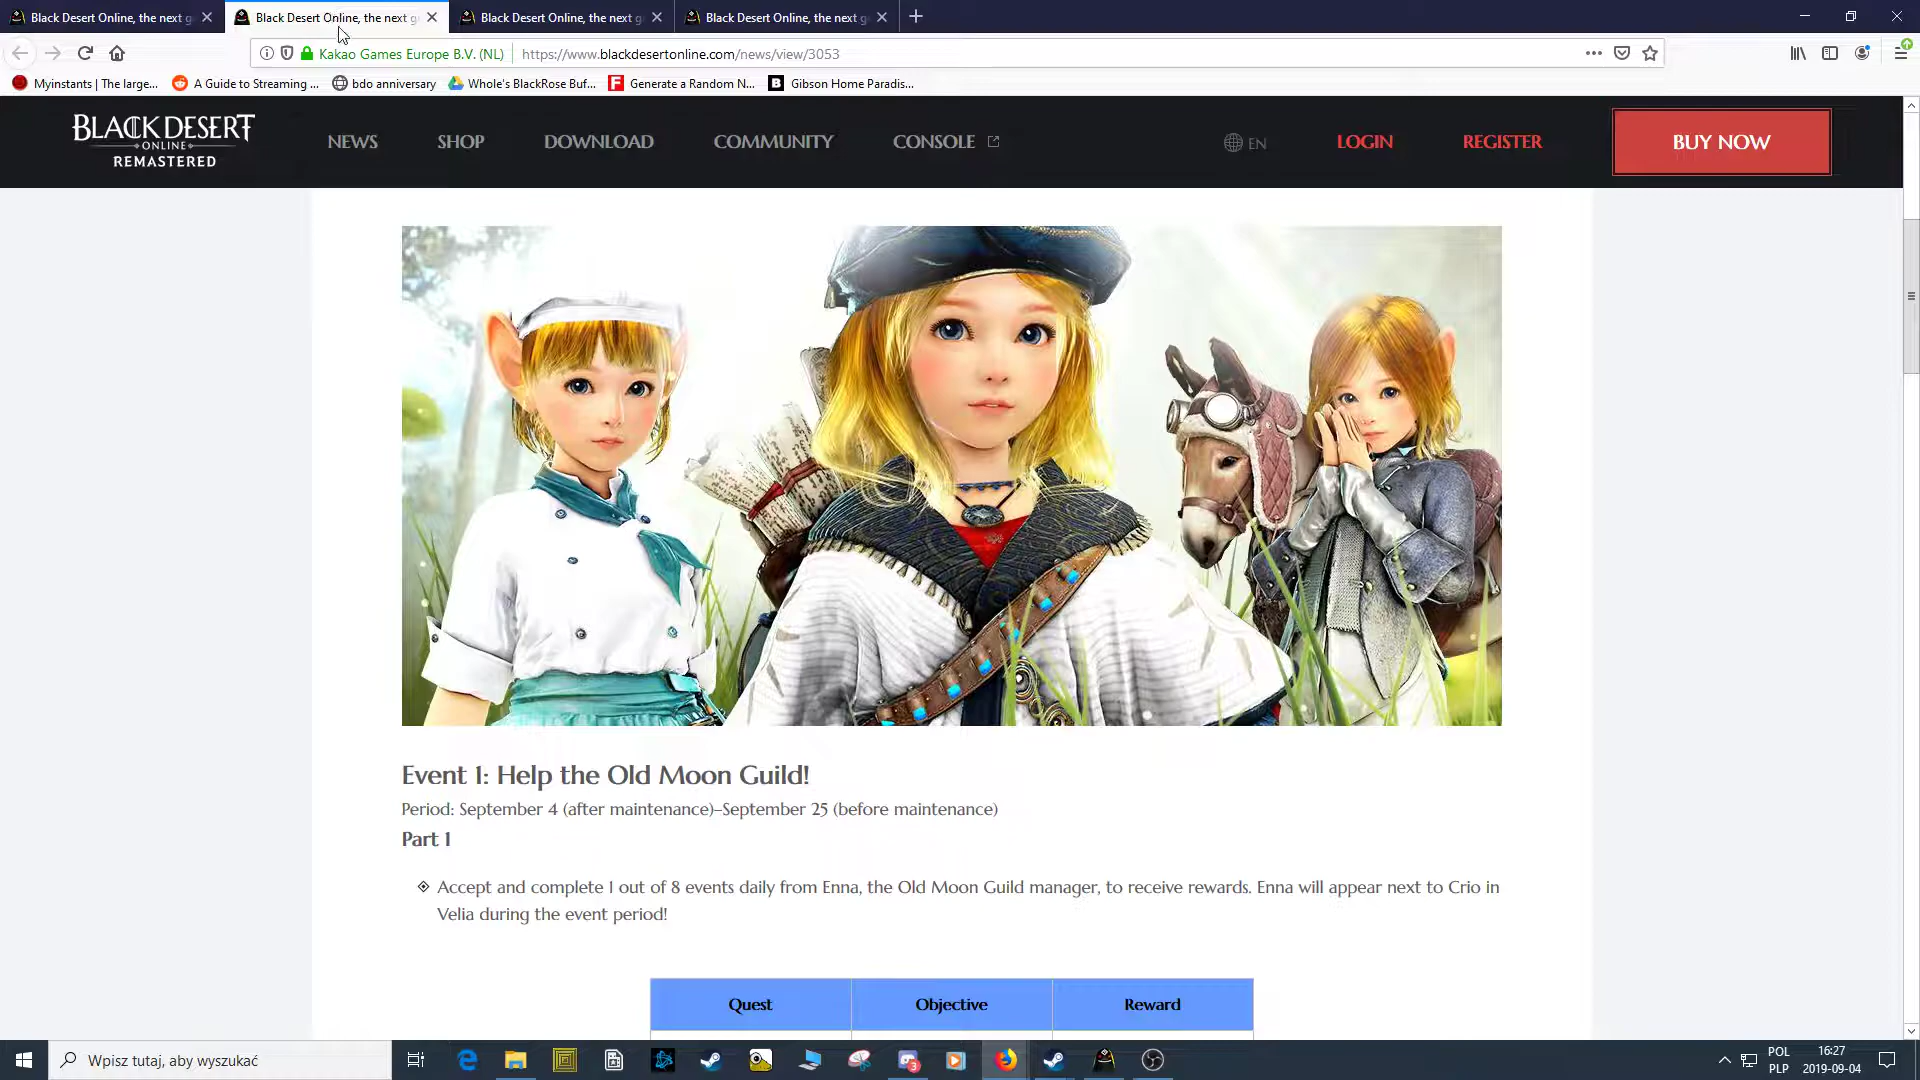 Black Desert Online, the next g
Black Desert Online, the next g
Black Desert Online, the next g
Black Desert Online, the next g
Kakao Games Europe B.V. (NL)
https://www.blackdesertonline.com/news/view/3053
Myinstants | The large...
A Guide to Streaming ...
bdo anniversary
Whole's BlackRose Buf...
Generate a Random N...
Gibson Home Paradis...
BLACK DESERT
ONLINE
REMASTERED
NEWS
SHOP
DOWNLOAD
COMMUNITY
CONSOLE
EN
LOGIN
REGISTER
BUY NOW
Event 1: Help the Old Moon Guild!
Period: September 4 (after maintenance)–September 25 (before maintenance)
Part 1
Accept and complete 1 out of 8 events daily from Enna, the Old Moon Guild manager, to receive rewards. Enna will appear next to Crio in
Velia during the event period!
Quest
Objective
Reward
Wpisz tutaj, aby wyszukać
3
POL
PLP
16:27
2019-09-04